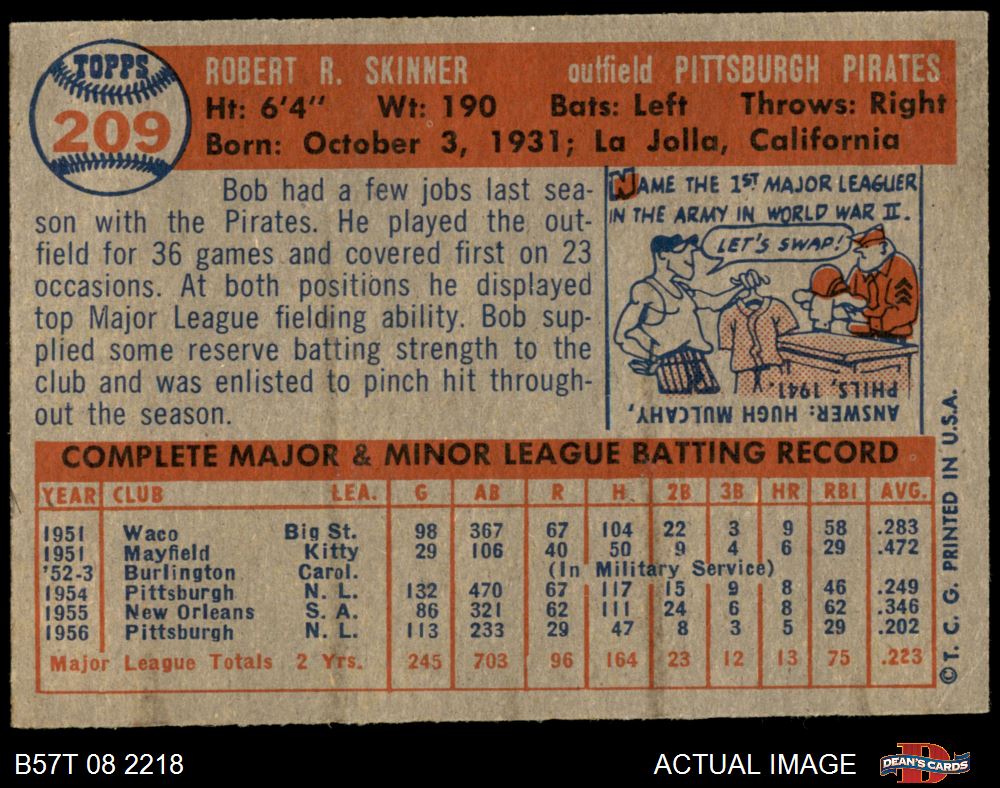 TOPPS
209
ROBERT R. SKINNER outfield PITTSBURGH PIRATES
Ht: 6'4" Wt: 190 Bats: Left Throws: Right
Born: October 3, 1931; La Jolla, California
Bob had a few jobs last sea-
son with the Pirates. He played the out-
field for 36 games and covered first on 23
occasions. At both positions he displayed
top Major League fielding ability. Bob sup-
plied some reserve batting strength to the
club and was enlisted to pinch hit through-
out the season.
NAME THE 1ST MAJOR LEAGUER
IN THE ARMY IN WORLD WAR II.
LET'S SWAP!
ANSWER: HUGH MULCAHY,
PHILS, 1941.
COMPLETE MAJOR & MINOR LEAGUE BATTING RECORD
YEAR CLUB LEA. G AB R H 2B 3B HR RBI AVG.
1951 Waco Big St. 98 367 67 104 22 3 9 58 .283
1951 Mayfield Kitty 29 106 40 50 9 4 6 29 .472
'52-3 Burlington Carol. (In Military Service)
1954 Pittsburgh N. L. 132 470 67 117 15 9 8 46 .249
1955 New Orleans S. A. 86 321 62 111 24 6 8 62 .346
1956 Pittsburgh N. L. 113 233 29 47 8 3 5 29 .202
Major League Totals 2 Yrs. 245 703 96 164 23 12 13 75 .223
©T. C. G. PRINTED IN U.S.A.
B57T 08 2218 ACTUAL IMAGE
D
DEAN'S CARDS